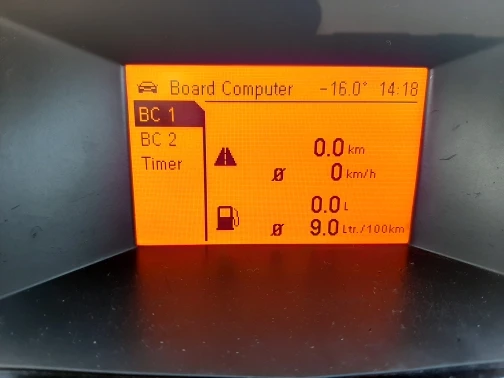 Board Computer -16.0° 14:18
BC 1
BC 2
Timer
0.0 km
Ø 0 km/h
0.0 L
Ø 9.0 Ltr./100km